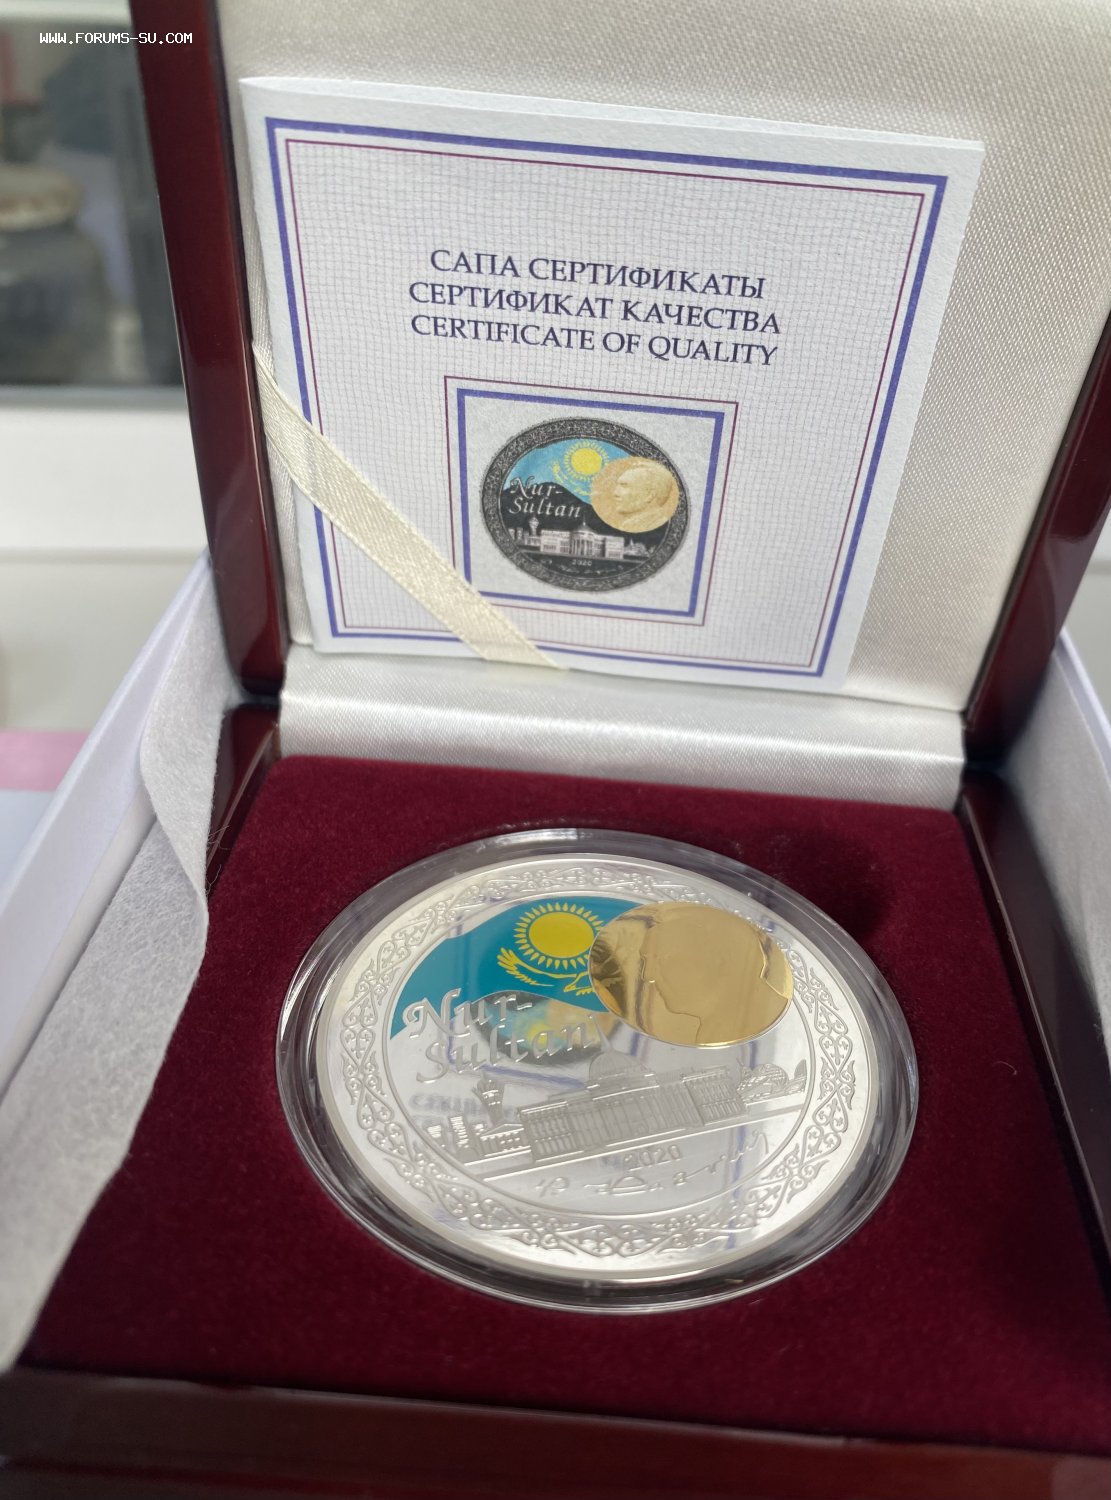 WWW.FORUMS-SU.COM
САПА СЕРТИФИКАТЫ
СЕРТИФИКАТ КАЧЕСТВА
CERTIFICATE OF QUALITY
Nur-
Sultan
2020
Nur-
Sultan
2020